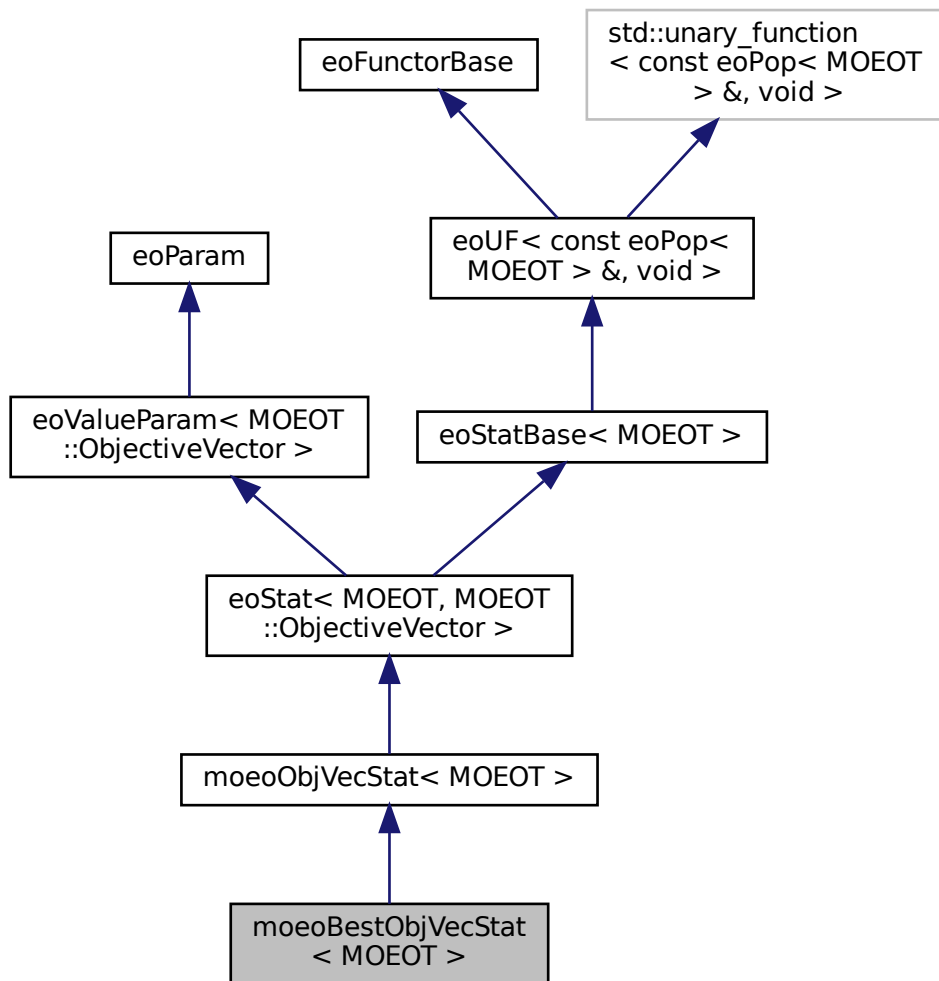 std::unary_function
< const eoPop< MOEOT
> &, void >
eoFunctorBase
eoUF< const eoPop<
MOEOT > &, void >
eoParam
eoValueParam< MOEOT
::ObjectiveVector >
eoStatBase< MOEOT >
eoStat< MOEOT, MOEOT
::ObjectiveVector >
moeoObjVecStat< MOEOT >
moeoBestObjVecStat
< MOEOT >